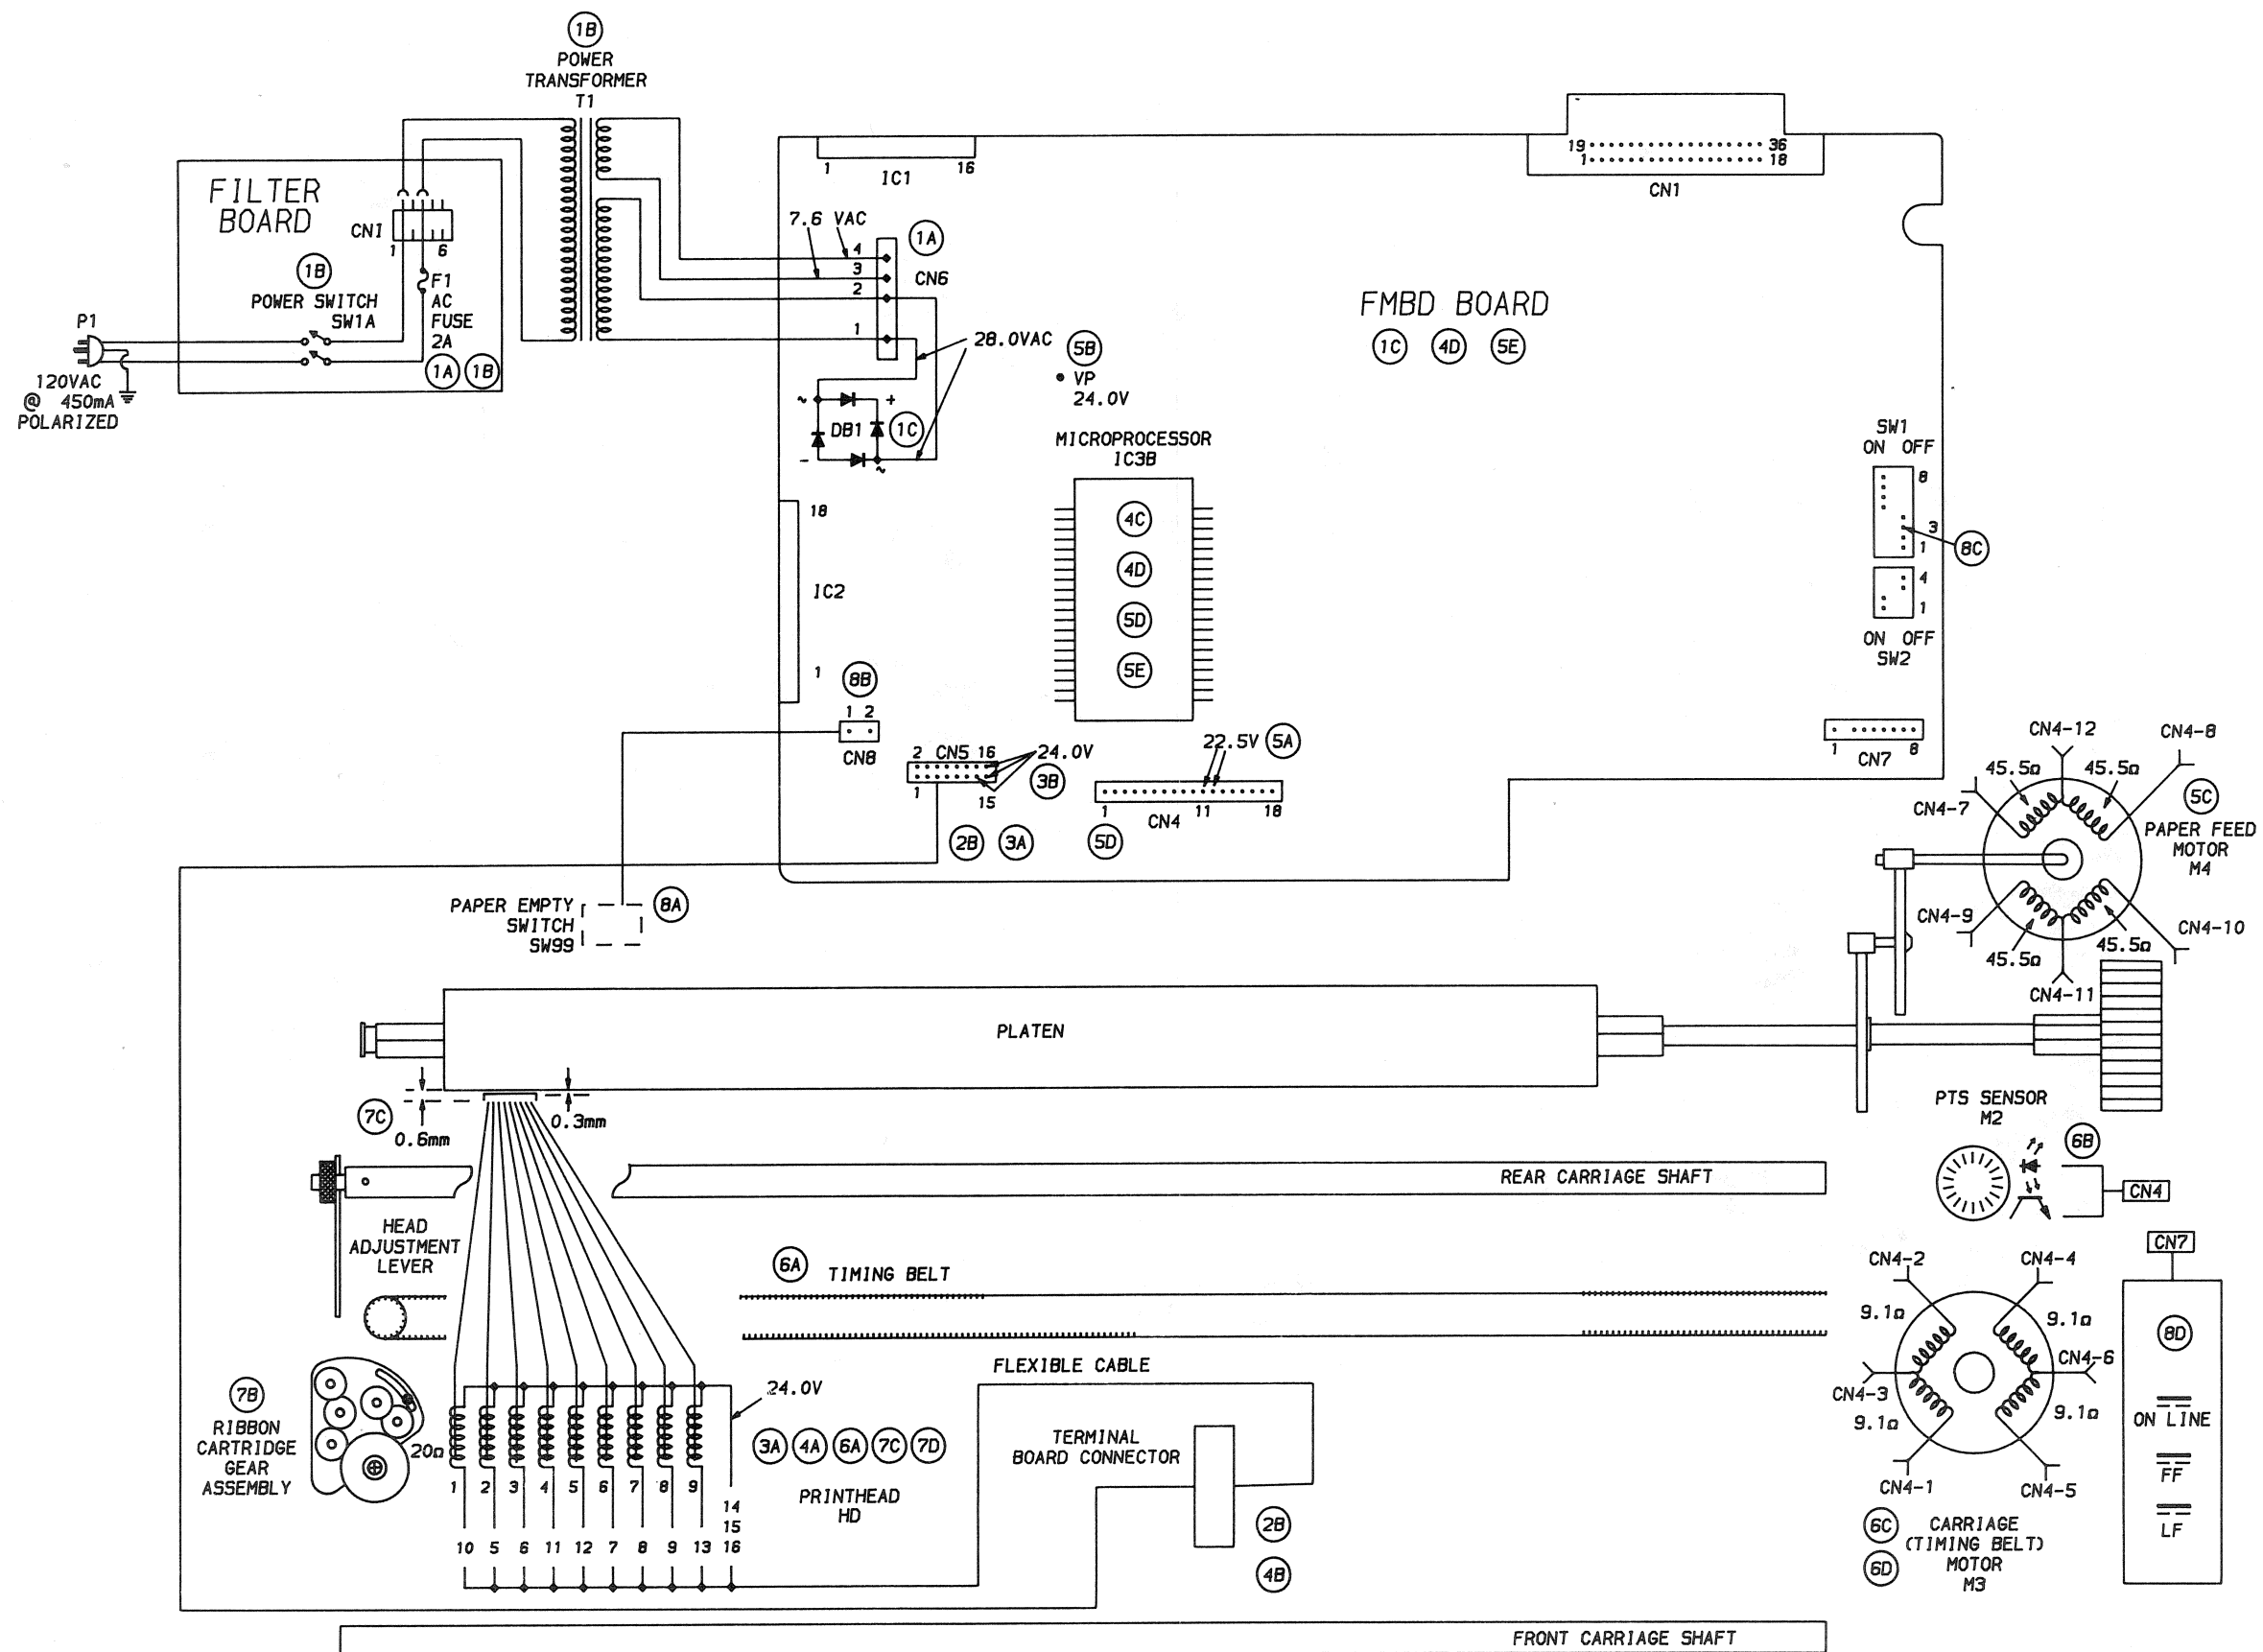 1B
POWER
TRANSFORMER
T1
FILTER
BOARD
CN1
1 6
1B
POWER SWITCH
SW1A
F1
AC
FUSE
2A
1A 1B
P1
120VAC
@ 450mA
POLARIZED
1 16
IC1
19 36
1 18
CN1
7.6 VAC
1A
4
3
2
1
CN6
28.0VAC
5B
VP
24.0V
FMBD BOARD
1C 4D 5E
~ +
DB1 1C
- ~
MICROPROCESSOR
IC3B
4C
4D
5D
5E
18
IC2
1
SW1
ON OFF
8
3
1
8C
4
1
ON OFF
SW2
8B
1 2
CN8
2 CN5 16
24.0V
1 15
3B
2B 3A
22.5V 5A
1 11 18
CN4
5D
1 8
CN7
CN4-12
CN4-8
45.5Ω 45.5Ω
CN4-7
5C
PAPER FEED
MOTOR
M4
CN4-9
CN4-10
45.5Ω 45.5Ω
CN4-11
PAPER EMPTY
SWITCH
SW99
8A
PLATEN
7C
0.6mm
0.3mm
PTS SENSOR
M2
6B
CN4
REAR CARRIAGE SHAFT
HEAD
ADJUSTMENT
LEVER
6A TIMING BELT
CN7
CN4-2 CN4-4
9.1Ω 9.1Ω
CN4-6
CN4-3
9.1Ω 9.1Ω
CN4-1 CN4-5
6C
6D
CARRIAGE
(TIMING BELT)
MOTOR
M3
8D
ON LINE
FF
LF
FLEXIBLE CABLE
7B
RIBBON
CARTRIDGE
GEAR
ASSEMBLY
20Ω
24.0V
3A 4A 6A 7C 7D
PRINTHEAD
HD
1 2 3 4 5 6 7 8 9
14
15
10 5 6 11 12 7 8 9 13 16
TERMINAL
BOARD CONNECTOR
2B
4B
FRONT CARRIAGE SHAFT